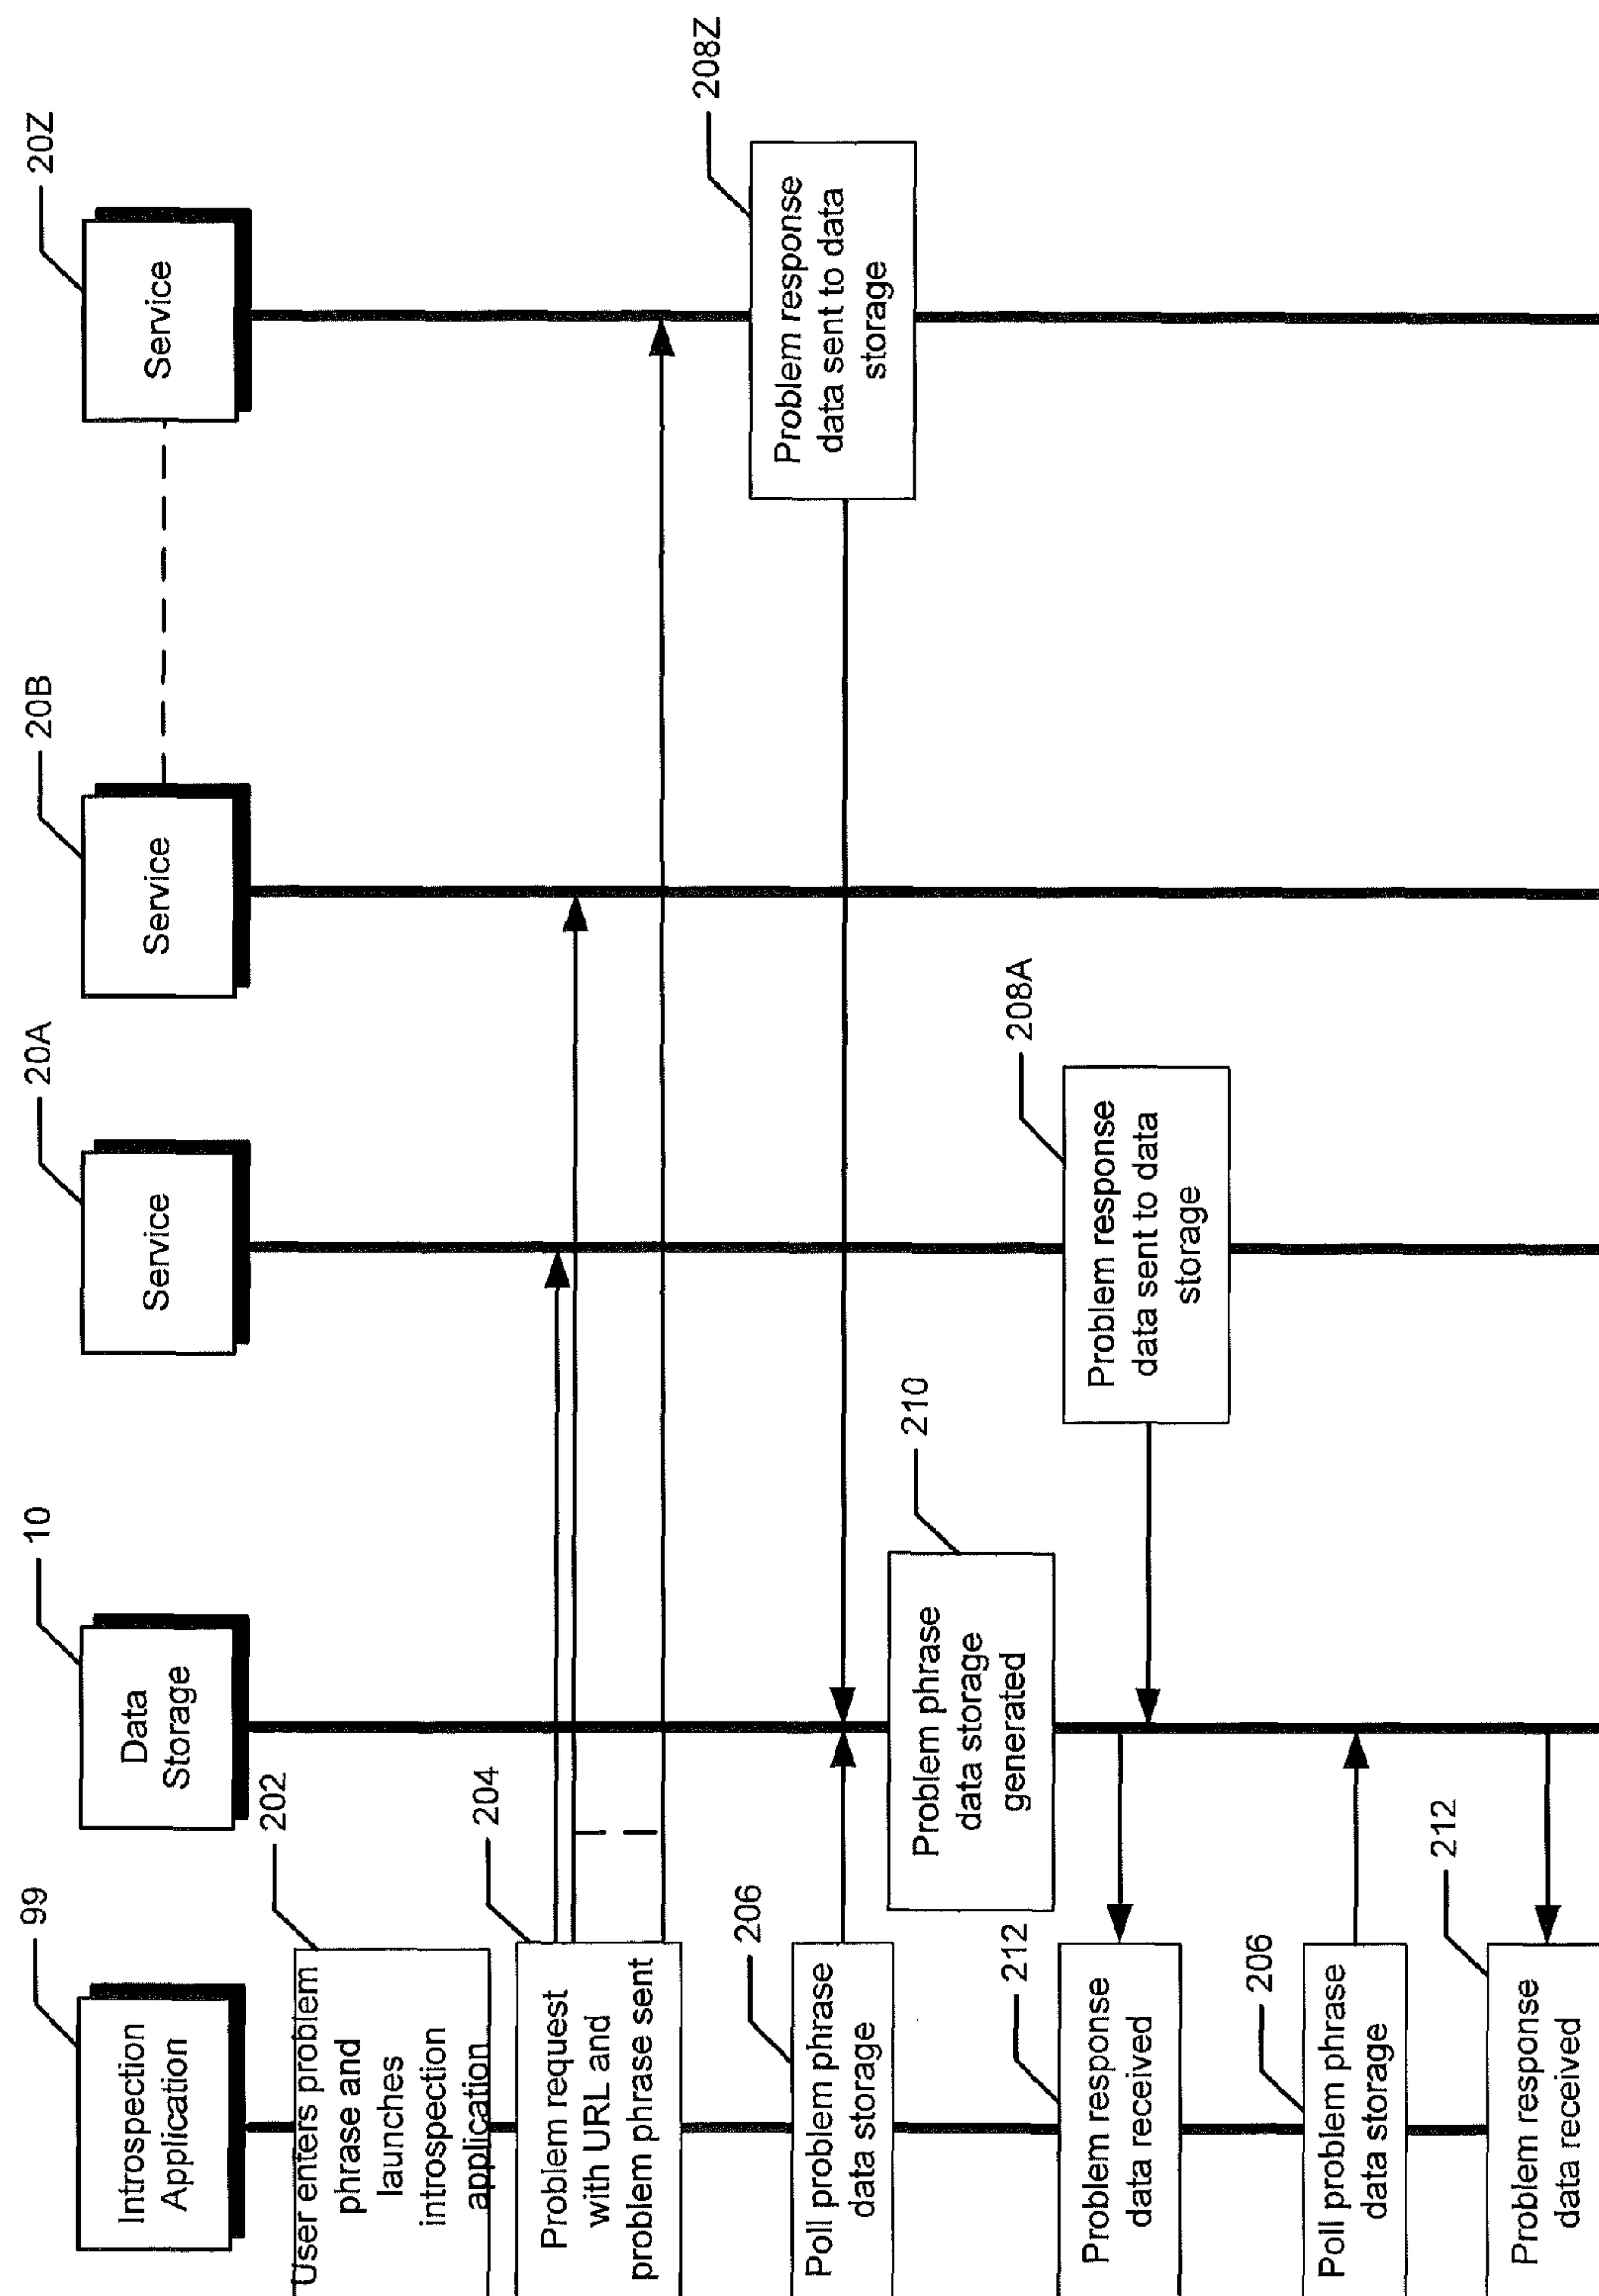 99
Introspection
Application
10
Data
Storage
20A
Service
20B
Service
20Z
Service
202
User enters problem
phrase and
launches
introspection
application
204
Problem request
with URL and
problem phrase sent
206
Poll problem phrase
data storage
208Z
Problem response
data sent to data
storage
210
Problem phrase
data storage
generated
212
Problem response
data received
208A
Problem response
data sent to data
storage
206
Poll problem phrase
data storage
212
Problem response
data received